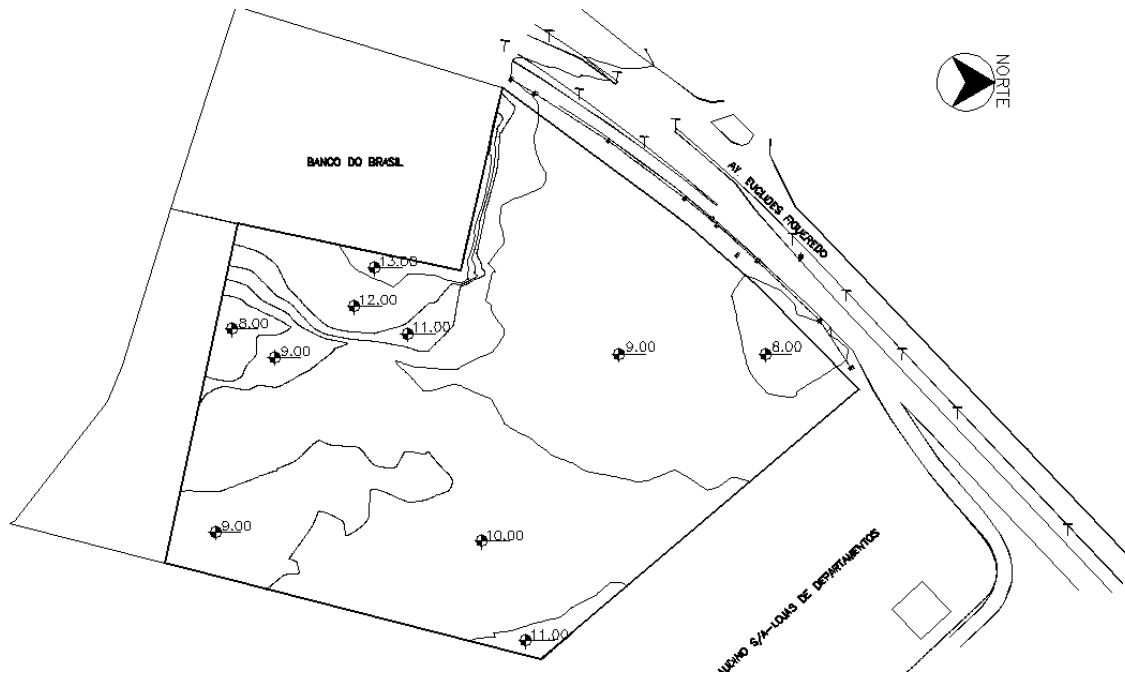 NORTE
BANCO DO BRASIL
AV. EUCLIDES FIGUEREDO
13.00
12.00
8.00
11.00
9.00
9.00
8.00
9.00
10.00
11.00
AUDINO S/A-LOJAS DE DEPARTAMENTOS